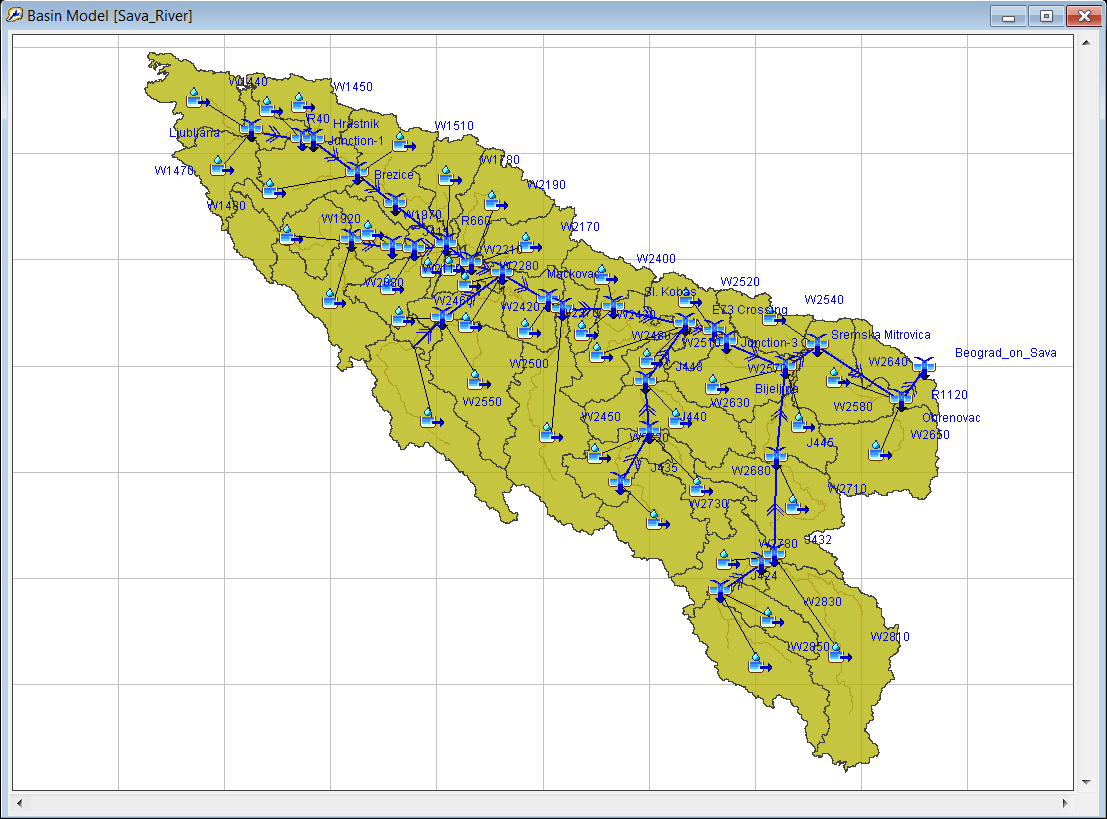 Basin Model [Sava_River]
W1440
W1450
R40
Hrastnik
W1510
Ljubljana
Junction-1
W1780
W1470
Brezice
W2190
W1480
W1920
W1970
R660
W2170
W2280
Mackovac
W2400
W2460
W2420
Sl. Kobas
W2520
W2540
E73 Crossing
W2480
W2510
Junction-3
Sremska Mitrovica
Beograd_on_Sava
W2500
J448
W2640
Bijeljina
R1120
W2550
W2630
W2580
W2450
J440
Obrenovac
W2650
J445
J435
W2680
W2710
W2730
W2780
J432
J424
W2830
W2810
W2850